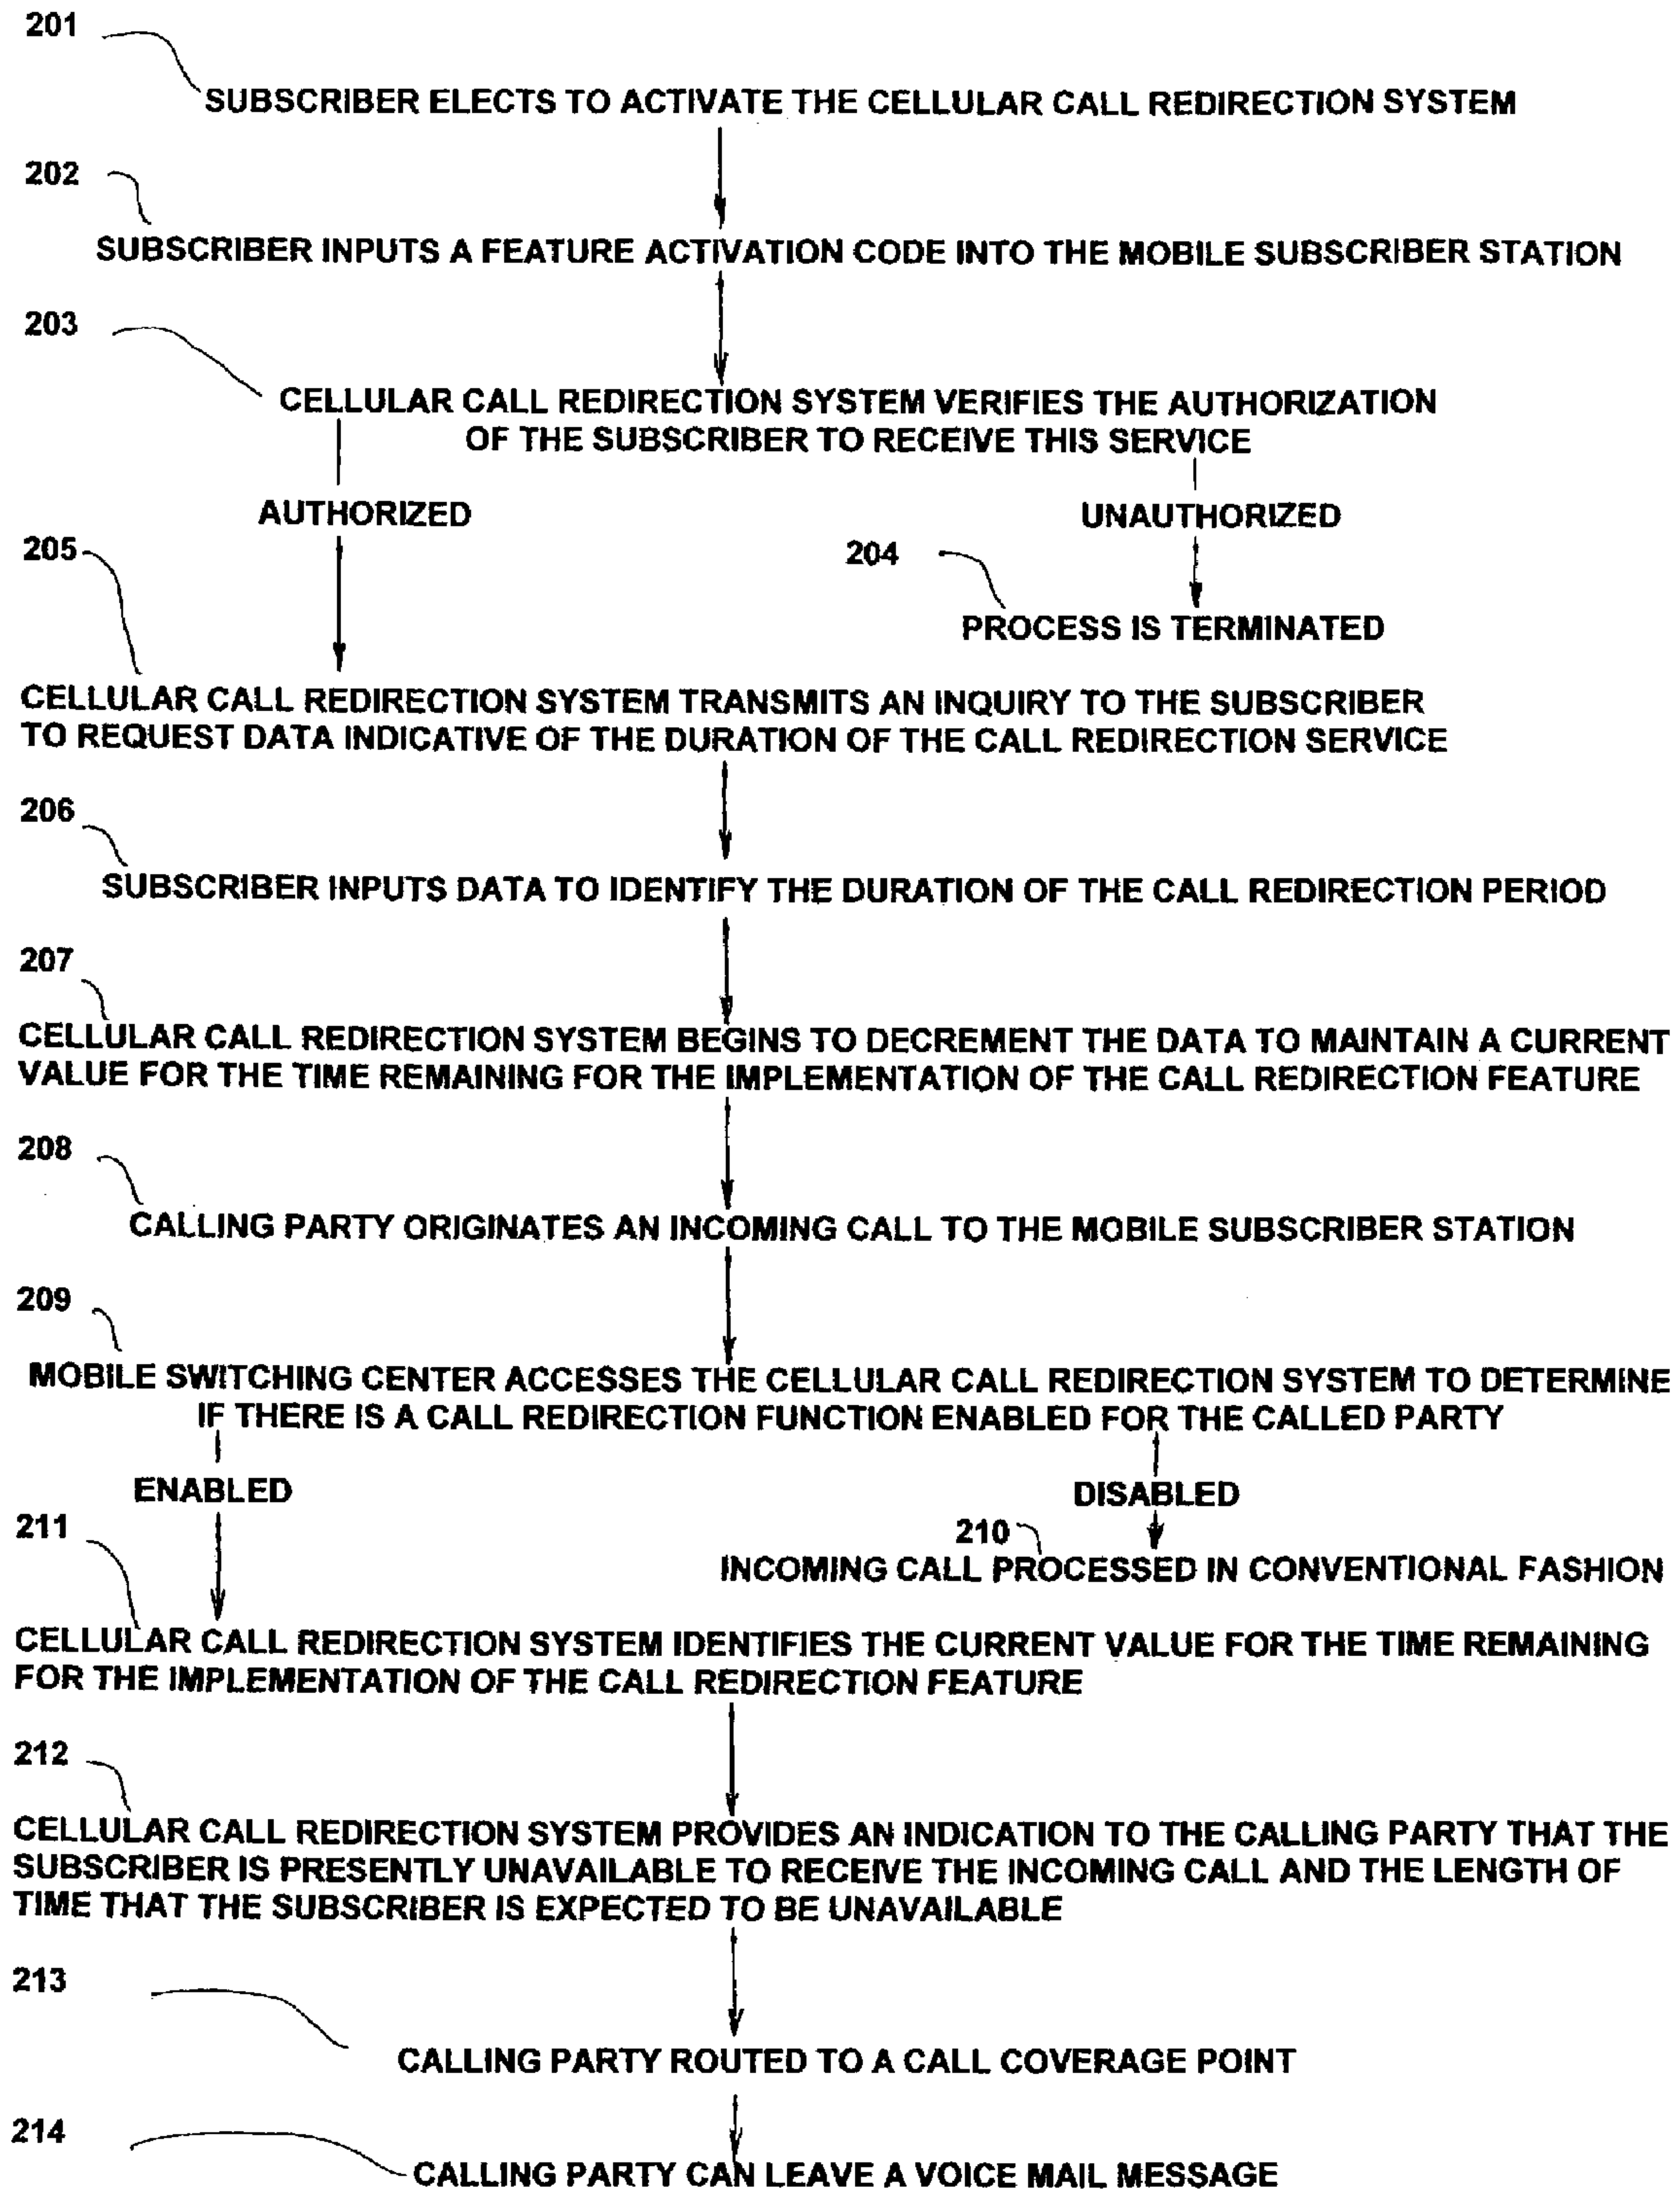 201
SUBSCRIBER ELECTS TO ACTIVATE THE CELLULAR CALL REDIRECTION SYSTEM
202
SUBSCRIBER INPUTS A FEATURE ACTIVATION CODE INTO THE MOBILE SUBSCRIBER STATION
203
CELLULAR CALL REDIRECTION SYSTEM VERIFIES THE AUTHORIZATION
OF THE SUBSCRIBER TO RECEIVE THIS SERVICE
AUTHORIZED
UNAUTHORIZED
205
204
PROCESS IS TERMINATED
CELLULAR CALL REDIRECTION SYSTEM TRANSMITS AN INQUIRY TO THE SUBSCRIBER
TO REQUEST DATA INDICATIVE OF THE DURATION OF THE CALL REDIRECTION SERVICE
206
SUBSCRIBER INPUTS DATA TO IDENTIFY THE DURATION OF THE CALL REDIRECTION PERIOD
207
CELLULAR CALL REDIRECTION SYSTEM BEGINS TO DECREMENT THE DATA TO MAINTAIN A CURRENT
VALUE FOR THE TIME REMAINING FOR THE IMPLEMENTATION OF THE CALL REDIRECTION FEATURE
208
CALLING PARTY ORIGINATES AN INCOMING CALL TO THE MOBILE SUBSCRIBER STATION
209
MOBILE SWITCHING CENTER ACCESSES THE CELLULAR CALL REDIRECTION SYSTEM TO DETERMINE
IF THERE IS A CALL REDIRECTION FUNCTION ENABLED FOR THE CALLED PARTY
ENABLED
DISABLED
211
210
INCOMING CALL PROCESSED IN CONVENTIONAL FASHION
CELLULAR CALL REDIRECTION SYSTEM IDENTIFIES THE CURRENT VALUE FOR THE TIME REMAINING
FOR THE IMPLEMENTATION OF THE CALL REDIRECTION FEATURE
212
CELLULAR CALL REDIRECTION SYSTEM PROVIDES AN INDICATION TO THE CALLING PARTY THAT THE
SUBSCRIBER IS PRESENTLY UNAVAILABLE TO RECEIVE THE INCOMING CALL AND THE LENGTH OF
TIME THAT THE SUBSCRIBER IS EXPECTED TO BE UNAVAILABLE
213
CALLING PARTY ROUTED TO A CALL COVERAGE POINT
214
CALLING PARTY CAN LEAVE A VOICE MAIL MESSAGE